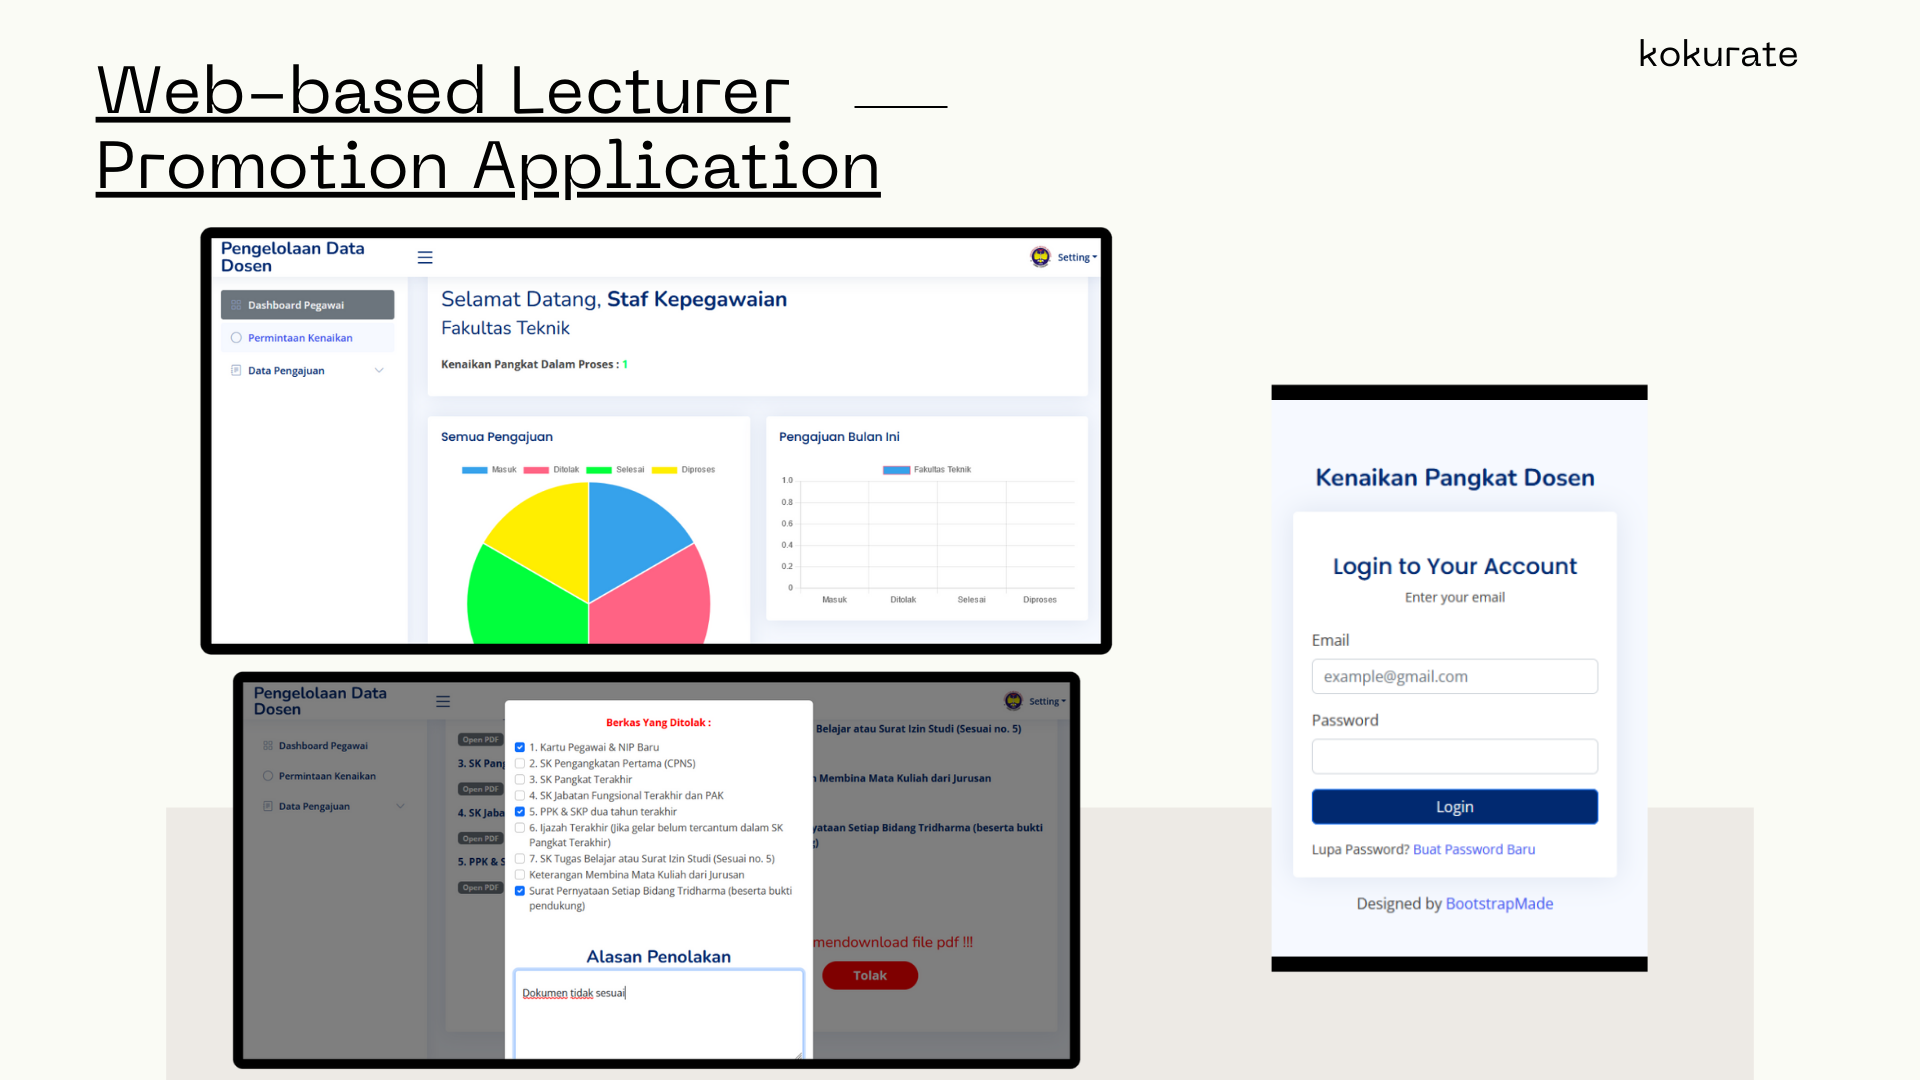 kokurate
Web-based Lecturer
Promotion Application
Pengelolaan Data
Dosen
Setting
Dashboard Pegawai
Permintaan Kenaikan
Data Pengajuan
Selamat Datang, Staf Kepegawaian
Fakultas Teknik
Kenaikan Pangkat Dalam Proses : 1
Semua Pengajuan
Masuk Ditolak Selesai Diproses
Pengajuan Bulan Ini
Fakultas Teknik
1.0
0.8
0.6
0.4
0.2
0
Masuk Ditolak Selesai Diproses
Pengelolaan Data
Dosen
Setting
Dashboard Pegawai
Permintaan Kenaikan
Data Pengajuan
Open PDF
3. SK Pang
Open PDF
4. SK Jaba
Open PDF
5. PPK & S
Open PDF
Berkas Yang Ditolak :
1. Kartu Pegawai & NIP Baru
2. SK Pengangkatan Pertama (CPNS)
3. SK Pangkat Terakhir
4. SK Jabatan Fungsional Terakhir dan PAK
5. PPK & SKP dua tahun terakhir
6. Ijazah Terakhir (Jika gelar belum tercantum dalam SK
Pangkat Terakhir)
7. SK Tugas Belajar atau Surat Izin Studi (Sesuai no. 5)
Keterangan Membina Mata Kuliah dari Jurusan
Surat Pernyataan Setiap Bidang Tridharma (beserta bukti
pendukung)
Alasan Penolakan
Dokumen tidak sesuai
Belajar atau Surat Izin Studi (Sesuai no. 5)
Membina Mata Kuliah dari Jurusan
yataan Setiap Bidang Tridharma (beserta bukti
g)
mendownload file pdf !!!
Tolak
Kenaikan Pangkat Dosen
Login to Your Account
Enter your email
Email
example@gmail.com
Password
Login
Lupa Password? Buat Password Baru
Designed by BootstrapMade